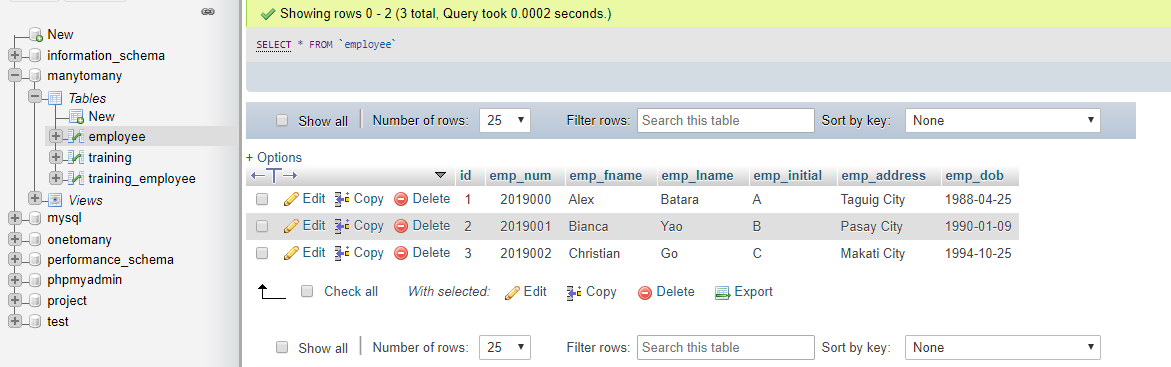 Showing rows 0 - 2 (3 total, Query took 0.0002 seconds.)
SELECT * FROM `employee`
New
information_schema
manytomany
Tables
New
employee
training
training_employee
Views
mysql
onetomany
performance_schema
phpmyadmin
project
test
Show all Number of rows: 25 Filter rows: Search this table Sort by key: None
+ Options
id emp_num emp_fname emp_lname emp_initial emp_address emp_dob
Edit Copy Delete 1 2019000 Alex Batara A Taguig City 1988-04-25
Edit Copy Delete 2 2019001 Bianca Yao B Pasay City 1990-01-09
Edit Copy Delete 3 2019002 Christian Go C Makati City 1994-10-25
Check all With selected: Edit Copy Delete Export
Show all Number of rows: 25 Filter rows: Search this table Sort by key: None